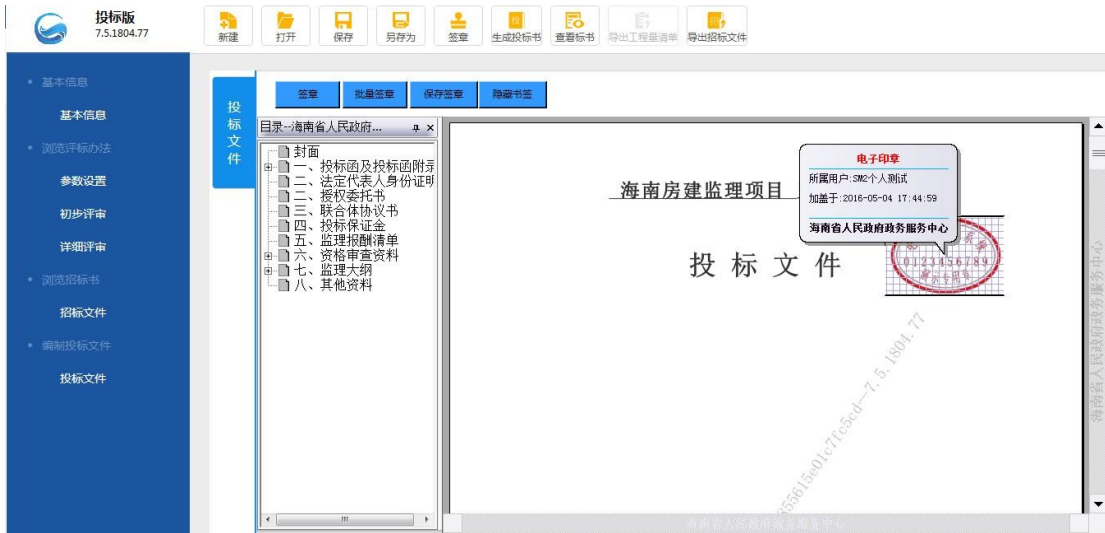 投标版
7.5.1804.77
新建
打开
保存
另存为
签章
生成投标书
查看标书
导出工程量清单
导出招标文件
基本信息
基本信息
浏览评标办法
参数设置
初步评审
详细评审
浏览招标书
招标文件
编制投标文件
投标文件
投标文件
签章 批量签章 保存签章 隐藏书签
目录--海南省人民政府...
封面
一、投标函及投标函附录
二、法定代表人身份证明
二、授权委托书
三、联合体协议书
四、投标保证金
五、监理报酬清单
六、资格审查资料
七、监理大纲
八、其他资料
海南房建监理项目
投标文件
电子印章
所属用户:SM2个人测试
加盖于:2016-05-04 17:44:59
海南省人民政府政务服务中心
0123456789
演示专用章
海南省人民政府政务服务中心
海南省人民政府政务服务中心